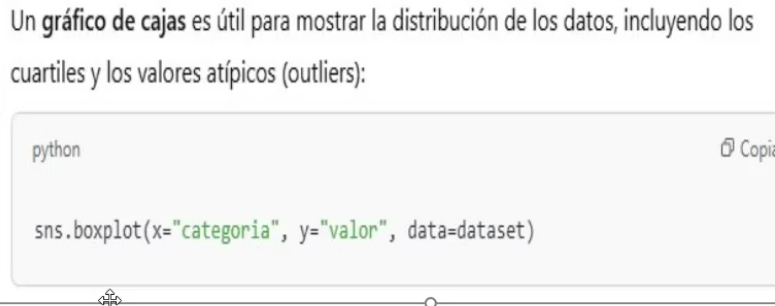 Un gráfico de cajas es útil para mostrar la distribución de los datos, incluyendo los
cuartiles y los valores atípicos (outliers):
python
sns.boxplot(x="categoria", y="valor", data=dataset)